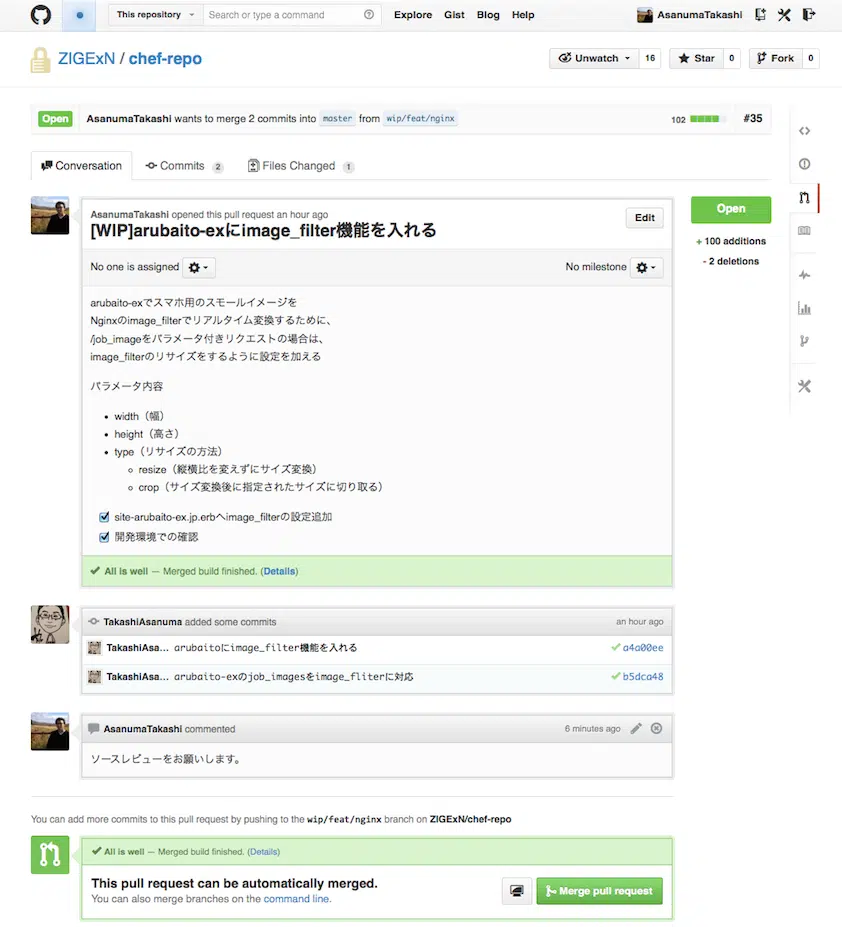 This repository Search or type a command Explore Gist Blog Help AsanumaTakashi
ZIGExN / chef-repo Unwatch 16 Star 0 Fork 0
Open AsanumaTakashi wants to merge 2 commits into master from wip/feat/nginx 102 #35
Conversation Commits 2 Files Changed 1
AsanumaTakashi opened this pull request an hour ago
[WIP]arubaito-exにimage_filter機能を入れる
Edit
Open
+ 100 additions
- 2 deletions
No one is assigned No milestone
arubaito-exでスマホ用のスモールイメージを
Nginxのimage_filterでリアルタイム変換するために、
/job_imageをパラメータ付きリクエストの場合は、
image_filterのリサイズをするように設定を加える
パラメータ内容
width（幅）
height（高さ）
type（リサイズの方法）
resize（縦横比を変えずにサイズ変換）
crop（サイズ変換後に指定されたサイズに切り取る）
site-arubaito-ex.jp.erbへimage_filterの設定追加
開発環境での確認
All is well — Merged build finished. (Details)
TakashiAsanuma added some commits an hour ago
TakashiAsa... arubaitoにimage_filter機能を入れる a4a00ee
TakashiAsa... arubaito-exのjob_imagesをimage_fliterに対応 b5dca48
AsanumaTakashi commented 6 minutes ago
ソースレビューをお願いします。
You can add more commits to this pull request by pushing to the wip/feat/nginx branch on ZIGExN/chef-repo
All is well — Merged build finished. (Details)
This pull request can be automatically merged.
You can also merge branches on the command line.
Merge pull request